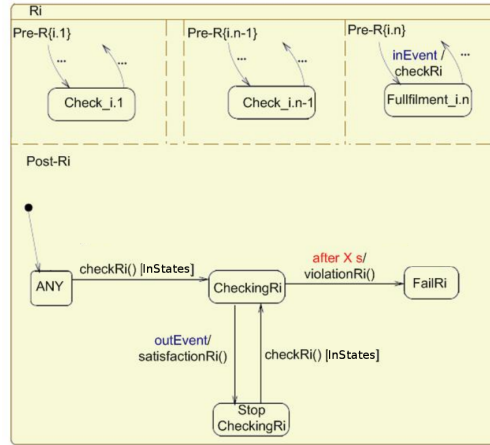 Ri
Pre-R{i.1}
...
...
Check_i.1
Pre-R{i.n-1}
...
...
Check_i.n-1
Pre-R{i.n}
inEvent /
checkRi
...
Fullfilment_i.n
Post-Ri
ANY
checkRi() |InStates]
CheckingRi
after X s/
violationRi()
FailRi
outEvent/
satisfactionRi()
checkRi() |InStates]
Stop
CheckingRi